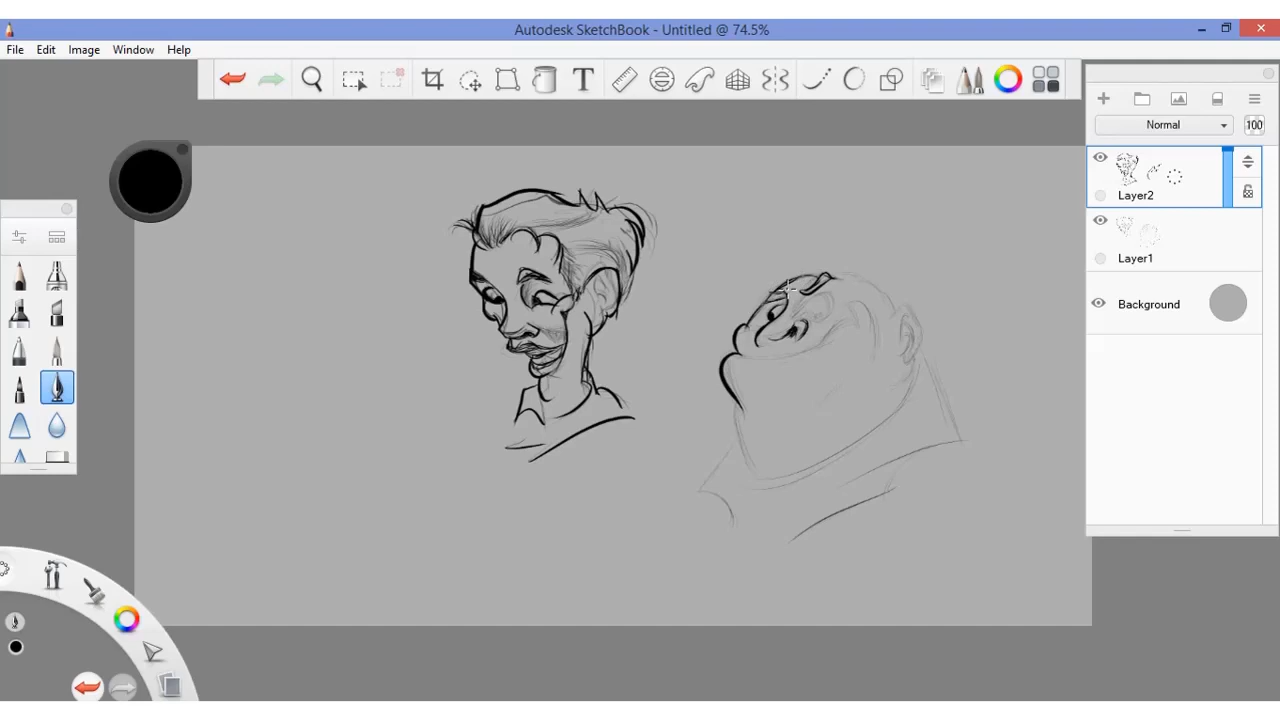 Autodesk SketchBook - Untitled @ 74.5%
File Edit Image Window Help
T
Normal 100
Layer2
Layer1
Background